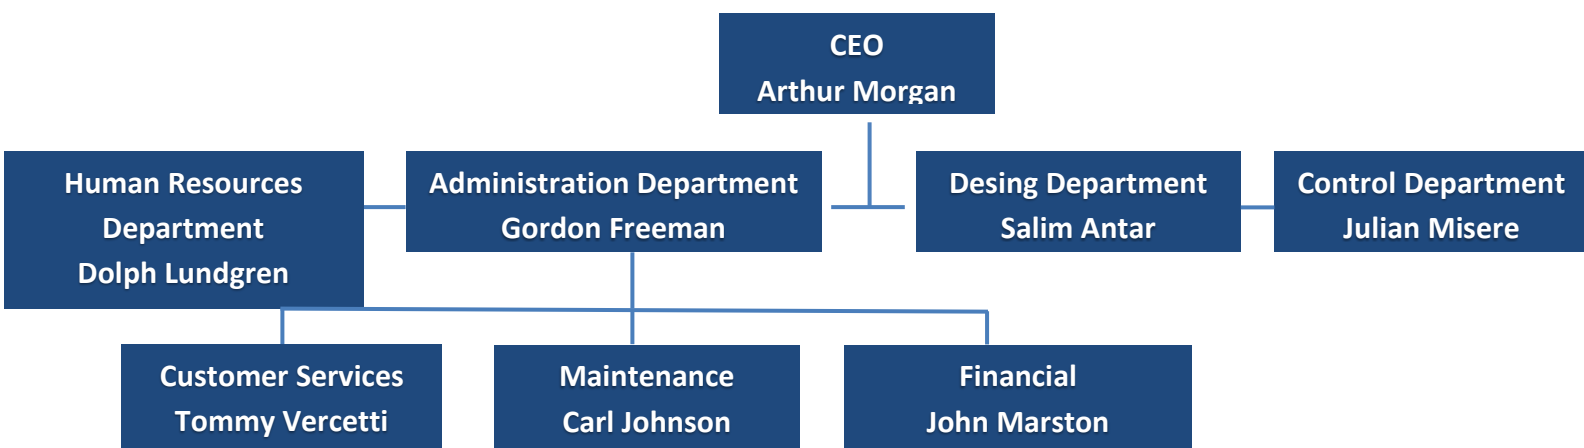 CEO
Arthur Morgan
Human Resources
Department
Dolph Lundgren
Administration Department
Gordon Freeman
Desing Department
Salim Antar
Control Department
Julian Misere
Customer Services
Tommy Vercetti
Maintenance
Carl Johnson
Financial
John Marston